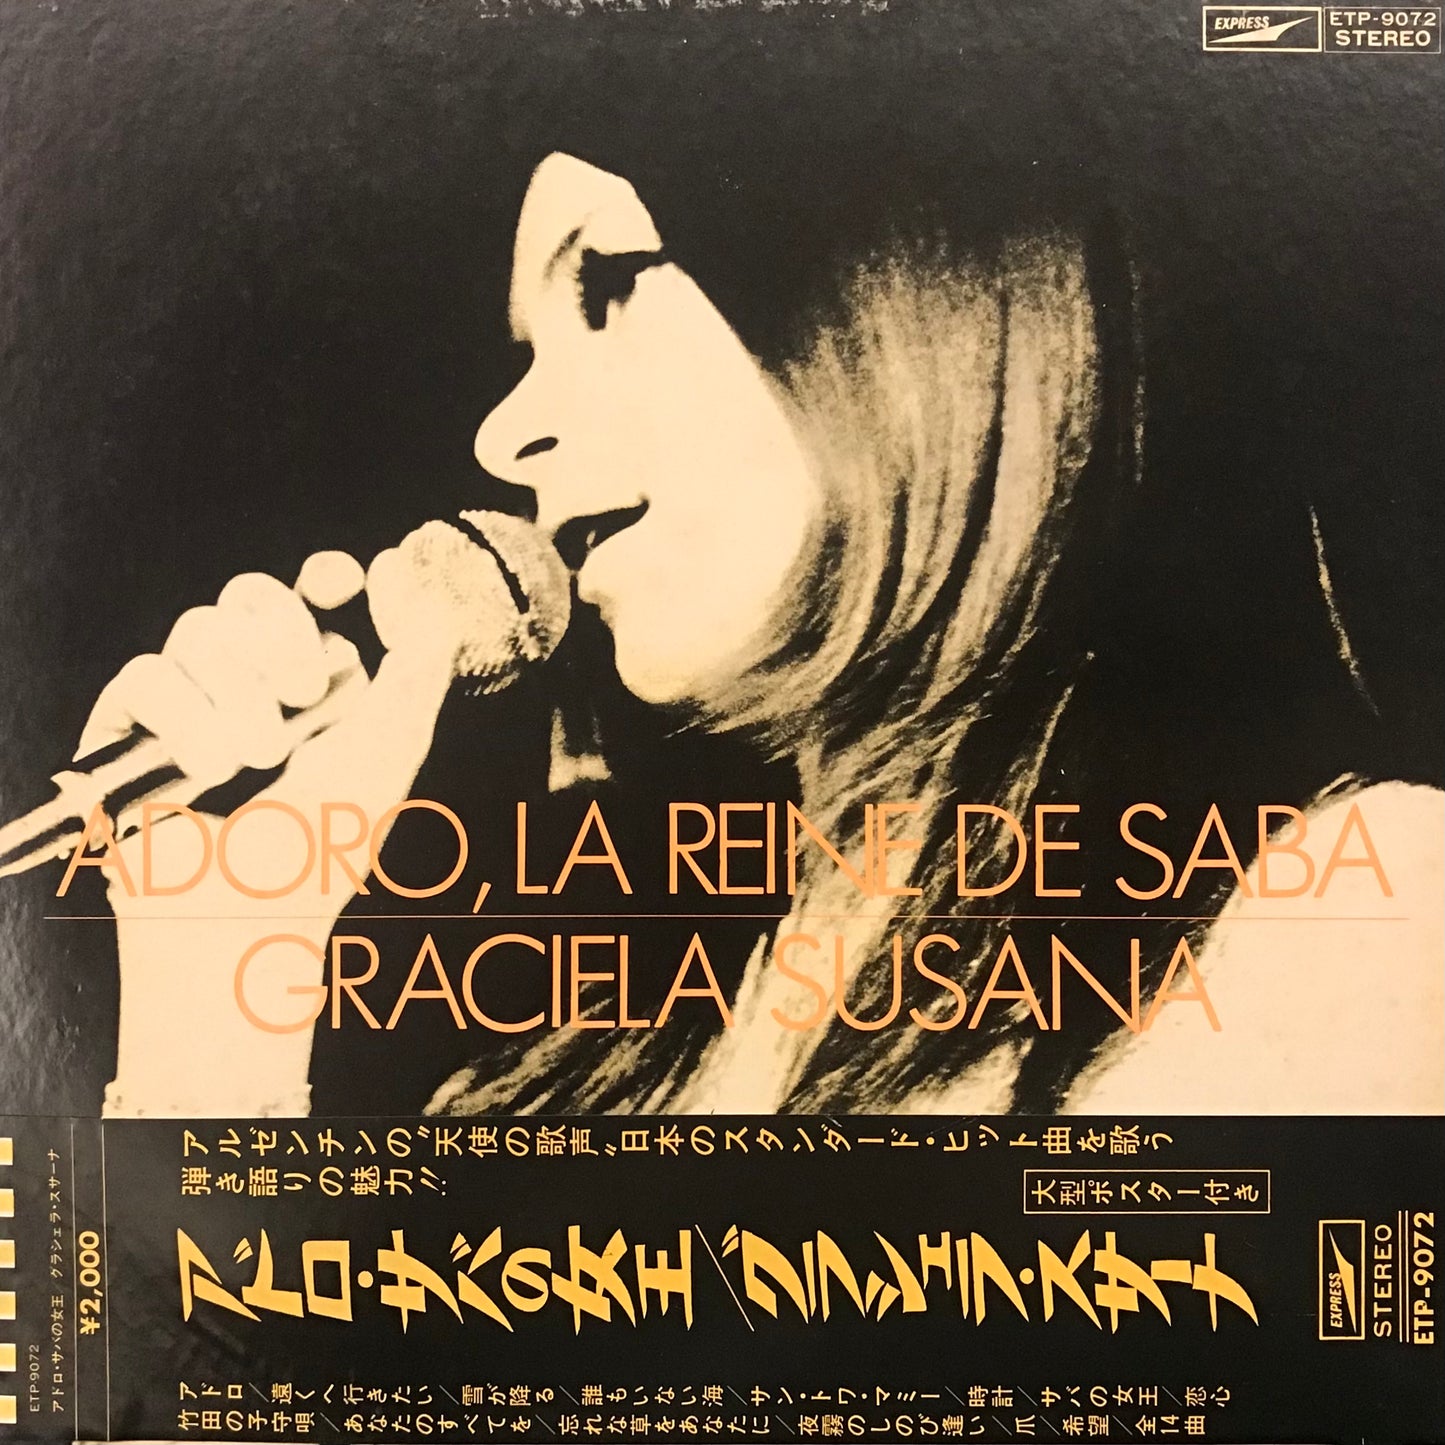 EXPRESS
ETP-9072
STEREO
ADORO, LA REINE DE SABA
GRACIELA SUSANA
アルゼンチンの“天使の歌声”日本のスタンダード・ヒット曲を歌う
弾き語りの魅力!!
大型ポスター付き
アドロ・サバの女王/グラシェラ・スサーナ
アドロ/遠くへ行きたい/雪が降る/誰もいない海/サン・トワ・マミー/時計/サバの女王/恋心
竹田の子守唄/あなたのすべてを/忘れな草をあなたに/夜霧のしのび逢い/爪/希望/全14曲
EXPRESS
STEREO
ETP-9072
ETP-9072
アドロ・サバの女王 グラシェラ・スサーナ
¥2,000